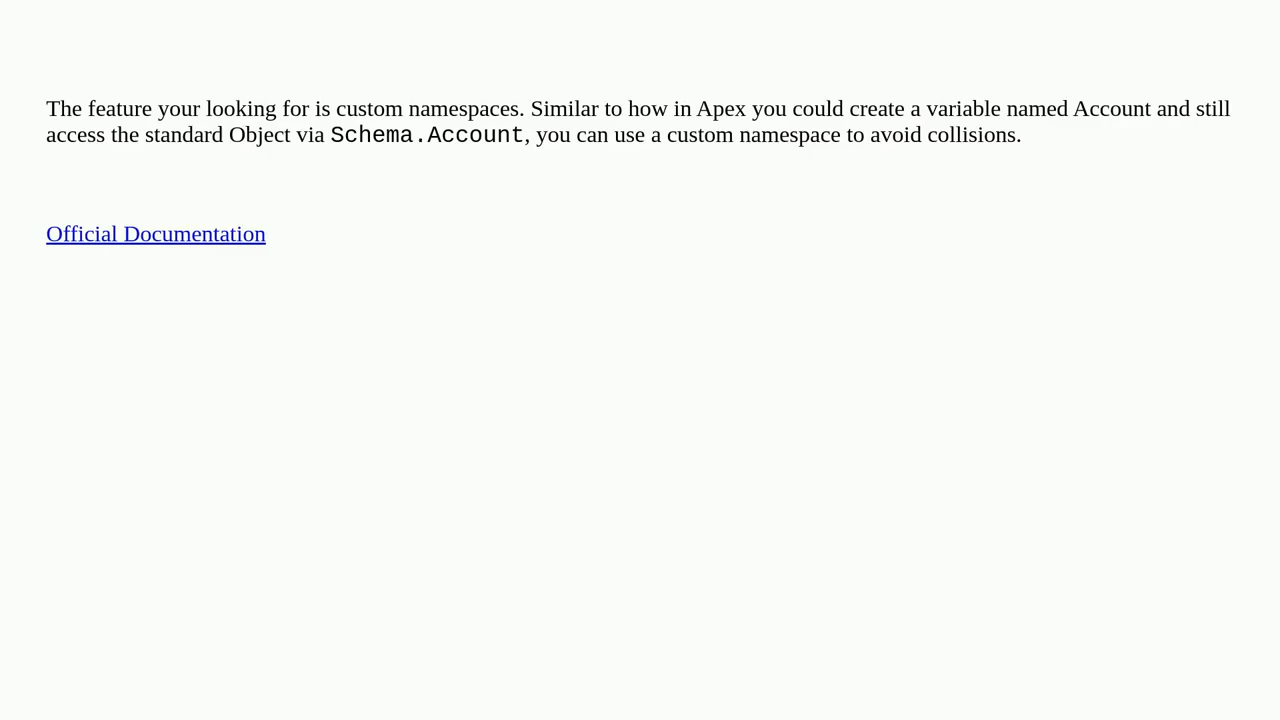 The feature your looking for is custom namespaces. Similar to how in Apex you could create a variable named Account and still
access the standard Object via Schema.Account, you can use a custom namespace to avoid collisions.
Official Documentation